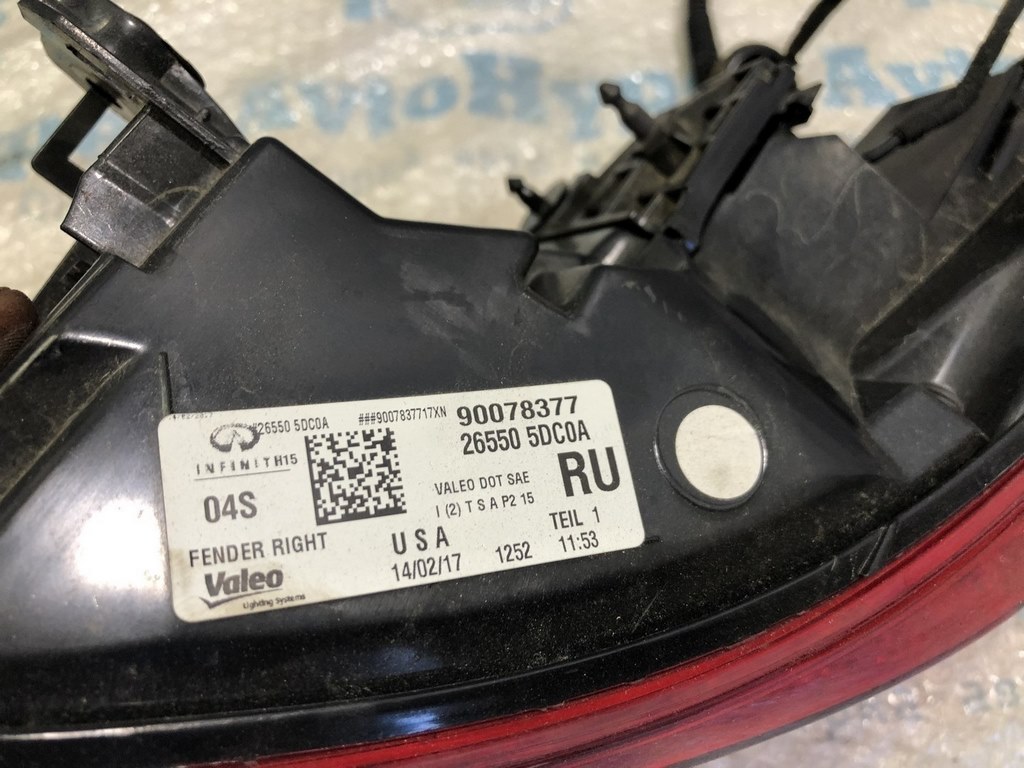 #26550 5DC0A ###9007837717XN 90078377
26550 5DC0A
INFINITI H15
RU
04S
VALEO DOT SAE
I (2) T S A P2 15
FENDER RIGHT
USA
TEIL 1
14/02/17 1252 11:53
Valeo
Lighting Systems